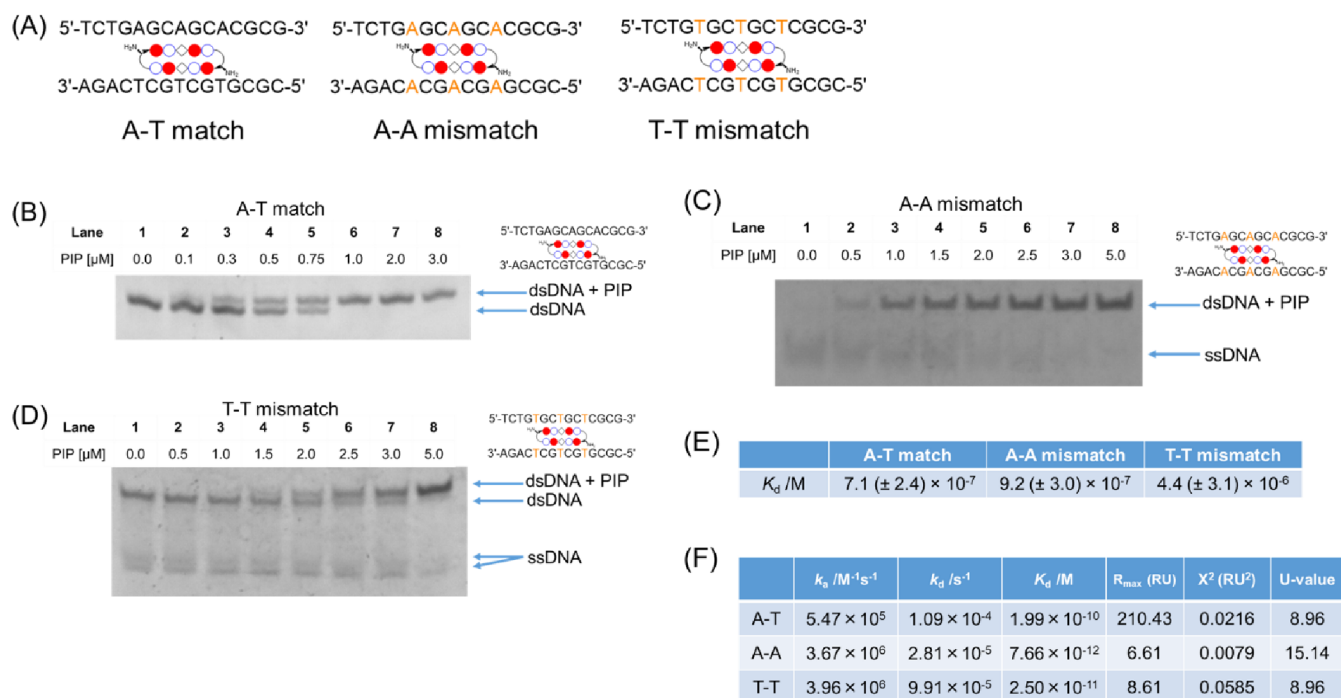 (A)
5'-TCTGAGCAGCACGCG-3'
H₂N
NH₂
3'-AGACTCGTCGTGCGC-5'
A-T match
5'-TCTGAGCAGCACGCG-3'
H₂N
NH₂
3'-AGACACGACGAGCGC-5'
A-A mismatch
5'-TCTGTGCTGCTCGCG-3'
H₂N
NH₂
3'-AGACTCGTCGTGCGC-5'
T-T mismatch
(B)
A-T match
Lane 1 2 3 4 5 6 7 8
PIP [μM] 0.0 0.1 0.3 0.5 0.75 1.0 2.0 3.0
5'-TCTGAGCAGCACGCG-3'
3'-AGACTCGTCGTGCGC-5'
dsDNA + PIP
dsDNA
(C)
A-A mismatch
Lane 1 2 3 4 5 6 7 8
PIP [μM] 0.0 0.5 1.0 1.5 2.0 2.5 3.0 5.0
5'-TCTGAGCAGCACGCG-3'
3'-AGACACGACGAGCGC-5'
dsDNA + PIP
ssDNA
(D)
T-T mismatch
Lane 1 2 3 4 5 6 7 8
PIP [μM] 0.0 0.5 1.0 1.5 2.0 2.5 3.0 5.0
5'-TCTGTGCTGCTCGCG-3'
3'-AGACTCGTCGTGCGC-5'
dsDNA + PIP
dsDNA
ssDNA
(E)
A-T match A-A mismatch T-T mismatch
Kd /M 7.1 (± 2.4) × 10⁻⁷ 9.2 (± 3.0) × 10⁻⁷ 4.4 (± 3.1) × 10⁻⁶
(F)
ka /M⁻¹s⁻¹ kd /s⁻¹ Kd /M Rmax (RU) X² (RU²) U-value
A-T 5.47 × 10⁵ 1.09 × 10⁻⁴ 1.99 × 10⁻¹⁰ 210.43 0.0216 8.96
A-A 3.67 × 10⁶ 2.81 × 10⁻⁵ 7.66 × 10⁻¹² 6.61 0.0079 15.14
T-T 3.96 × 10⁶ 9.91 × 10⁻⁵ 2.50 × 10⁻¹¹ 8.61 0.0585 8.96